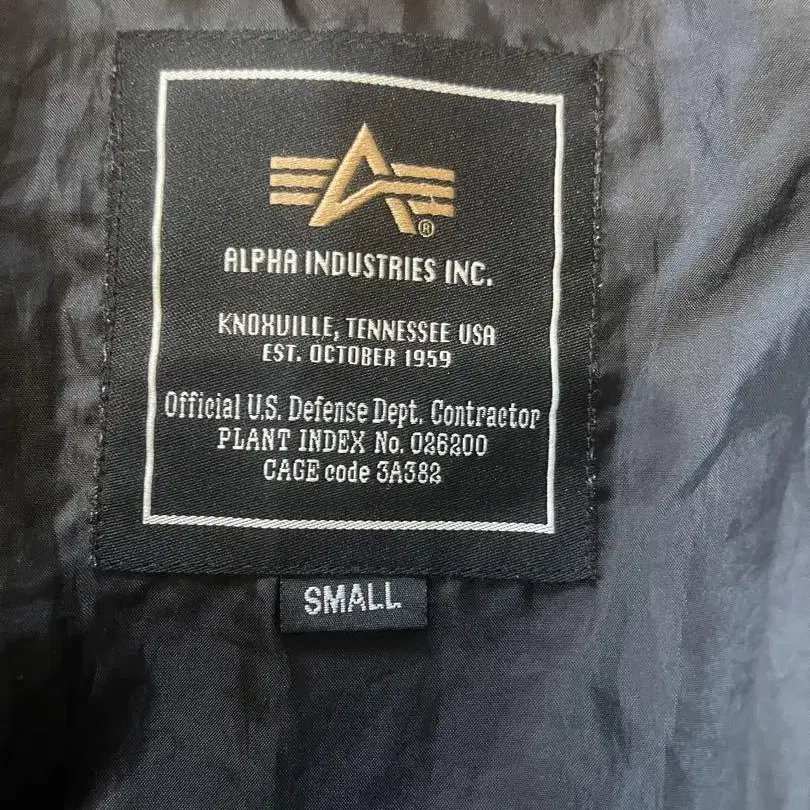 ®
ALPHA INDUSTRIES INC.
KNOXVILLE, TENNESSEE USA
EST. OCTOBER 1959
Official U.S. Defense Dept. Contractor
PLANT INDEX No. 026200
CAGE code 3A382
SMALL